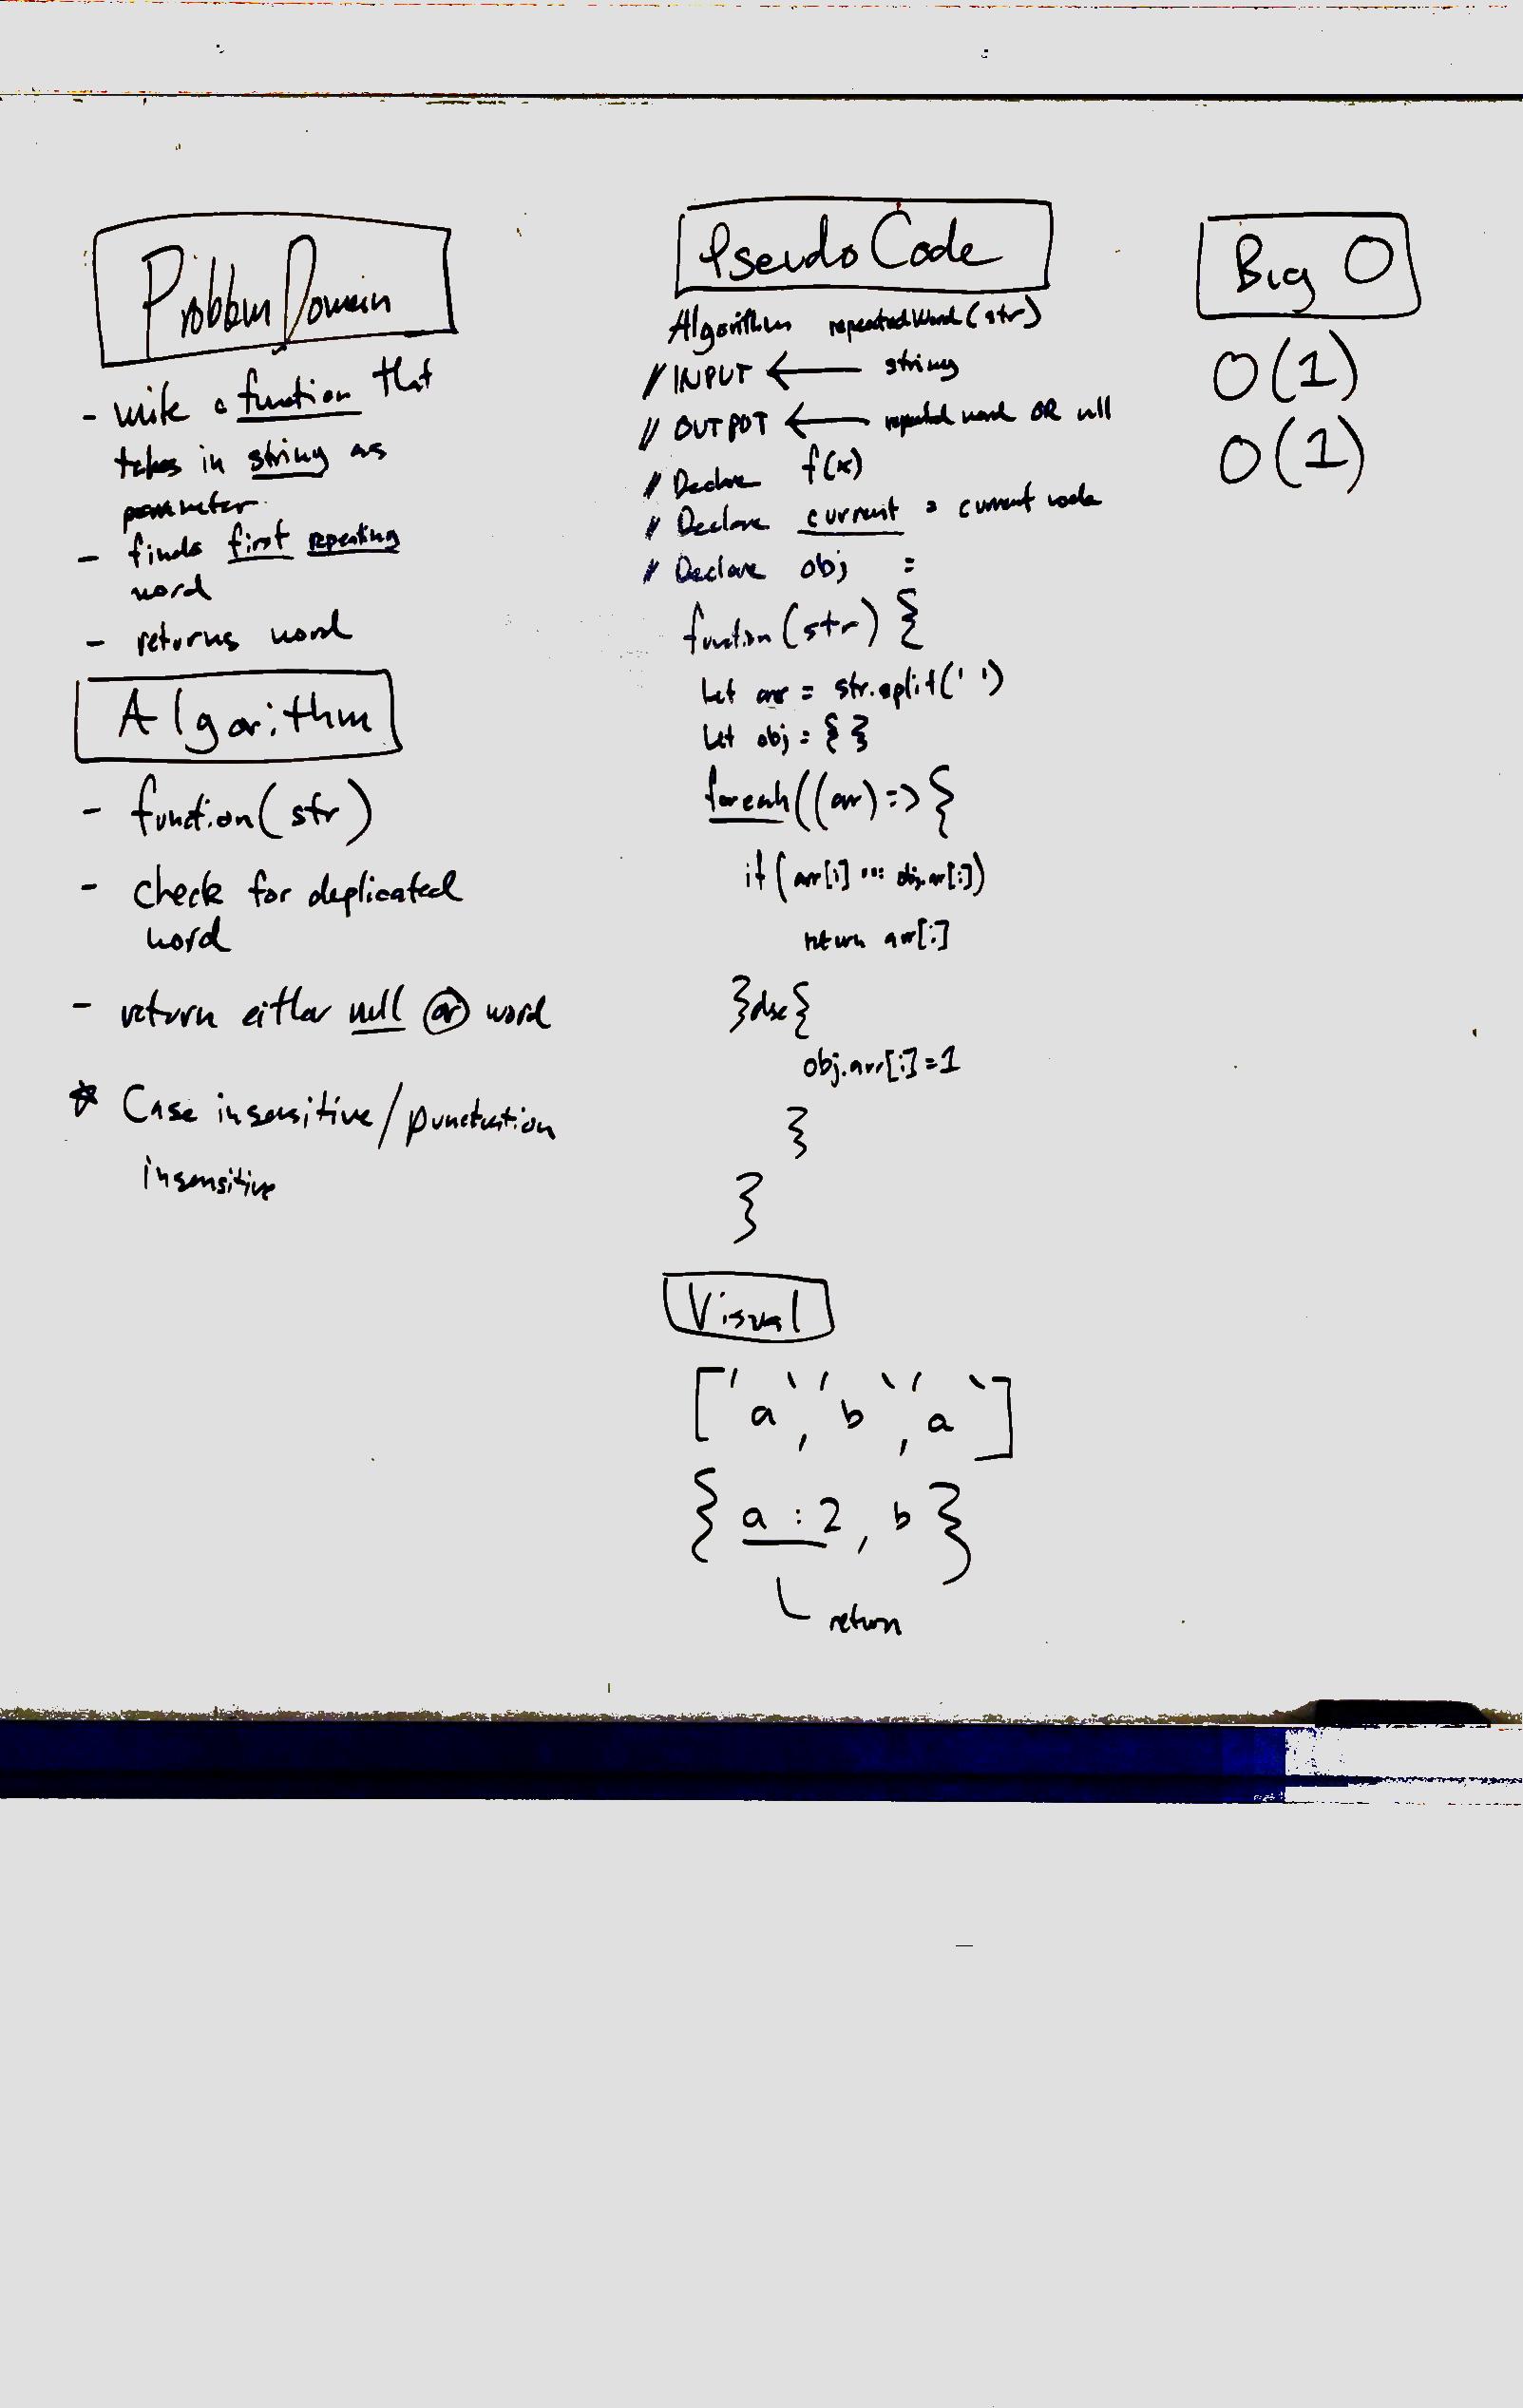 Problem Domain
- write a function that
takes in string as
parameter.
- finds first repeating
word
- returns word
Algorithm
- function(str)
- check for duplicated
word
- return either null or word
* Case insensitive/punctuation
insensitive
Pseudo Code
Algorithm repeatedWord(str)
// INPUT ← string
// OUTPUT ← repeated word OR null
// Declare f(x)
// Declare current = current node
// Declare obj =
function(str) {
let arr = str.split(' ')
let obj = { }
foreach((arr) => {
if (arr[i] === obj.arr[i])
return arr[i]
}else{
obj.arr[i]=1
}
}
Visual
['a', 'b', 'a']
{ a : 2, b }
return
Big O
O(1)
O(1)